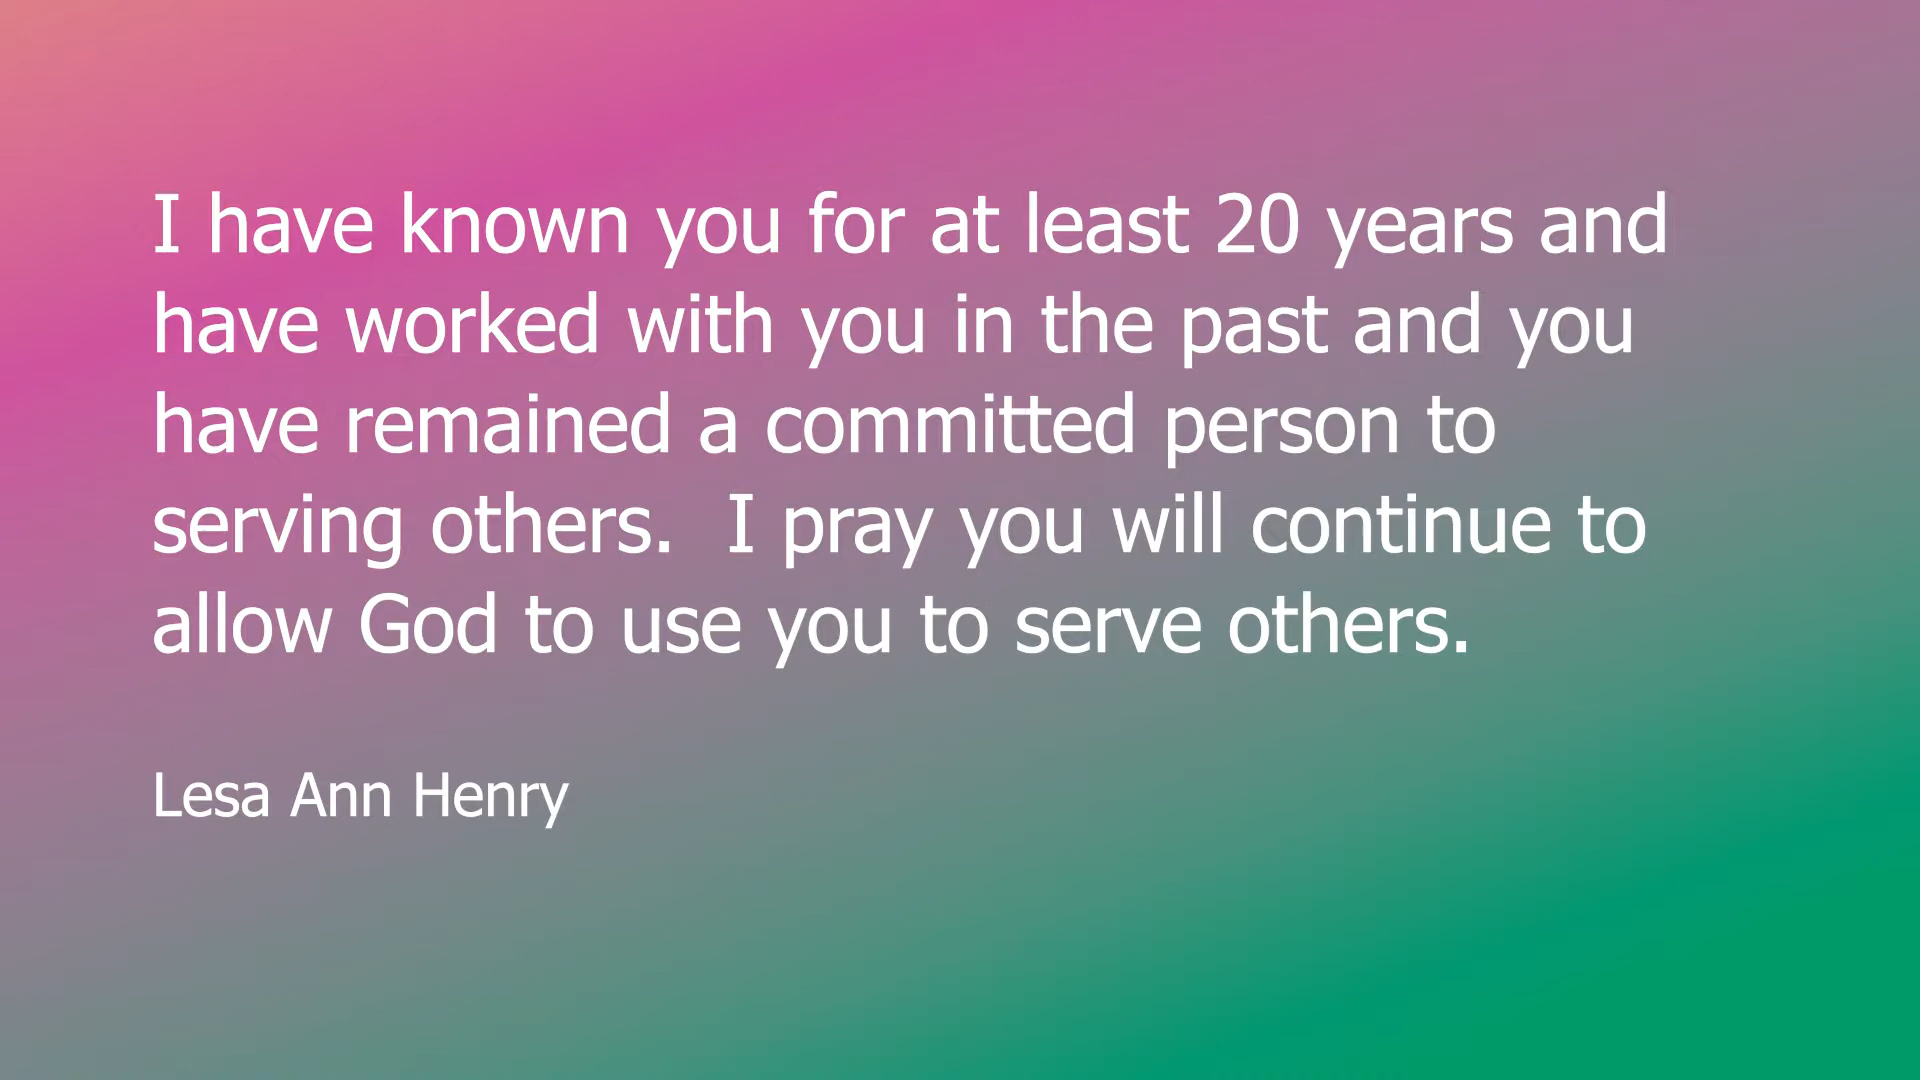 I have known you for at least 20 years and
have worked with you in the past and you
have remained a committed person to
serving others.  I pray you will continue to
allow God to use you to serve others.
Lesa Ann Henry